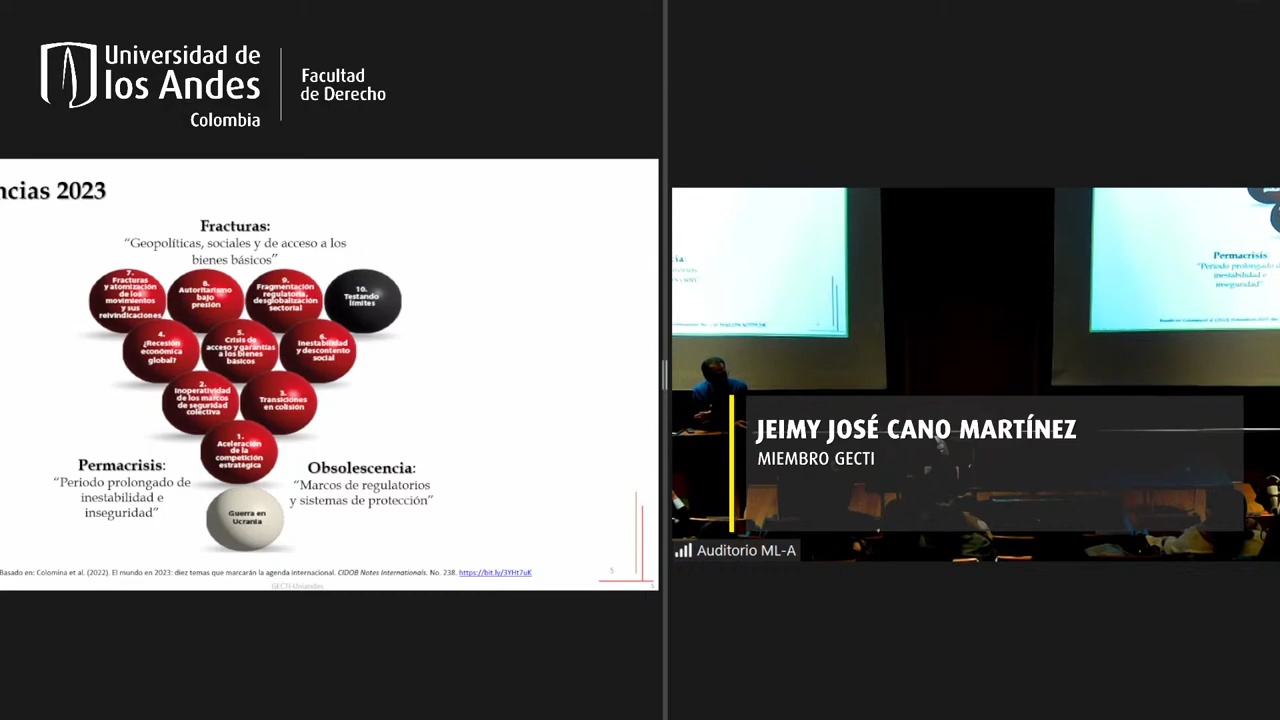 Universidad de
los Andes
Colombia
Facultad
de Derecho
ncias 2023
Fracturas:
“Geopolíticas, sociales y de acceso a los
bienes básicos”
7.
Fracturas
y atomización
de los
movimientos
y sus
reivindicaciones
8.
Autoritarismo
bajo
presión
9.
Fragmentación
regulatoria,
desglobalización
sectorial
10.
Testando
límites
4.
¿Recesión
económica
global?
5.
Crisis de
acceso y garantías
a los bienes
básicos
6.
Inestabilidad
y descontento
social
2.
Inoperatividad
de los marcos
de seguridad
colectiva
3.
Transiciones
en colisión
1.
Aceleración
de la
competición
estratégica
Permacrisis:
“Periodo prolongado de
inestabilidad e
inseguridad”
Obsolescencia:
“Marcos de regulatorios
y sistemas de protección”
Guerra en
Ucrania
Basado en: Colomina et al. (2022). El mundo en 2023: diez temas que marcarán la agenda internacional. CIDOB Notes Internationals. No. 238. https://bit.ly/3YHt7uK
GECTI-Uniandes
5
5
Permacrisis
“Periodo prolongado d
inestabilidad e
inseguridad”
JEIMY JOSÉ CANO MARTÍNEZ
MIEMBRO GECTI
Auditorio ML-A